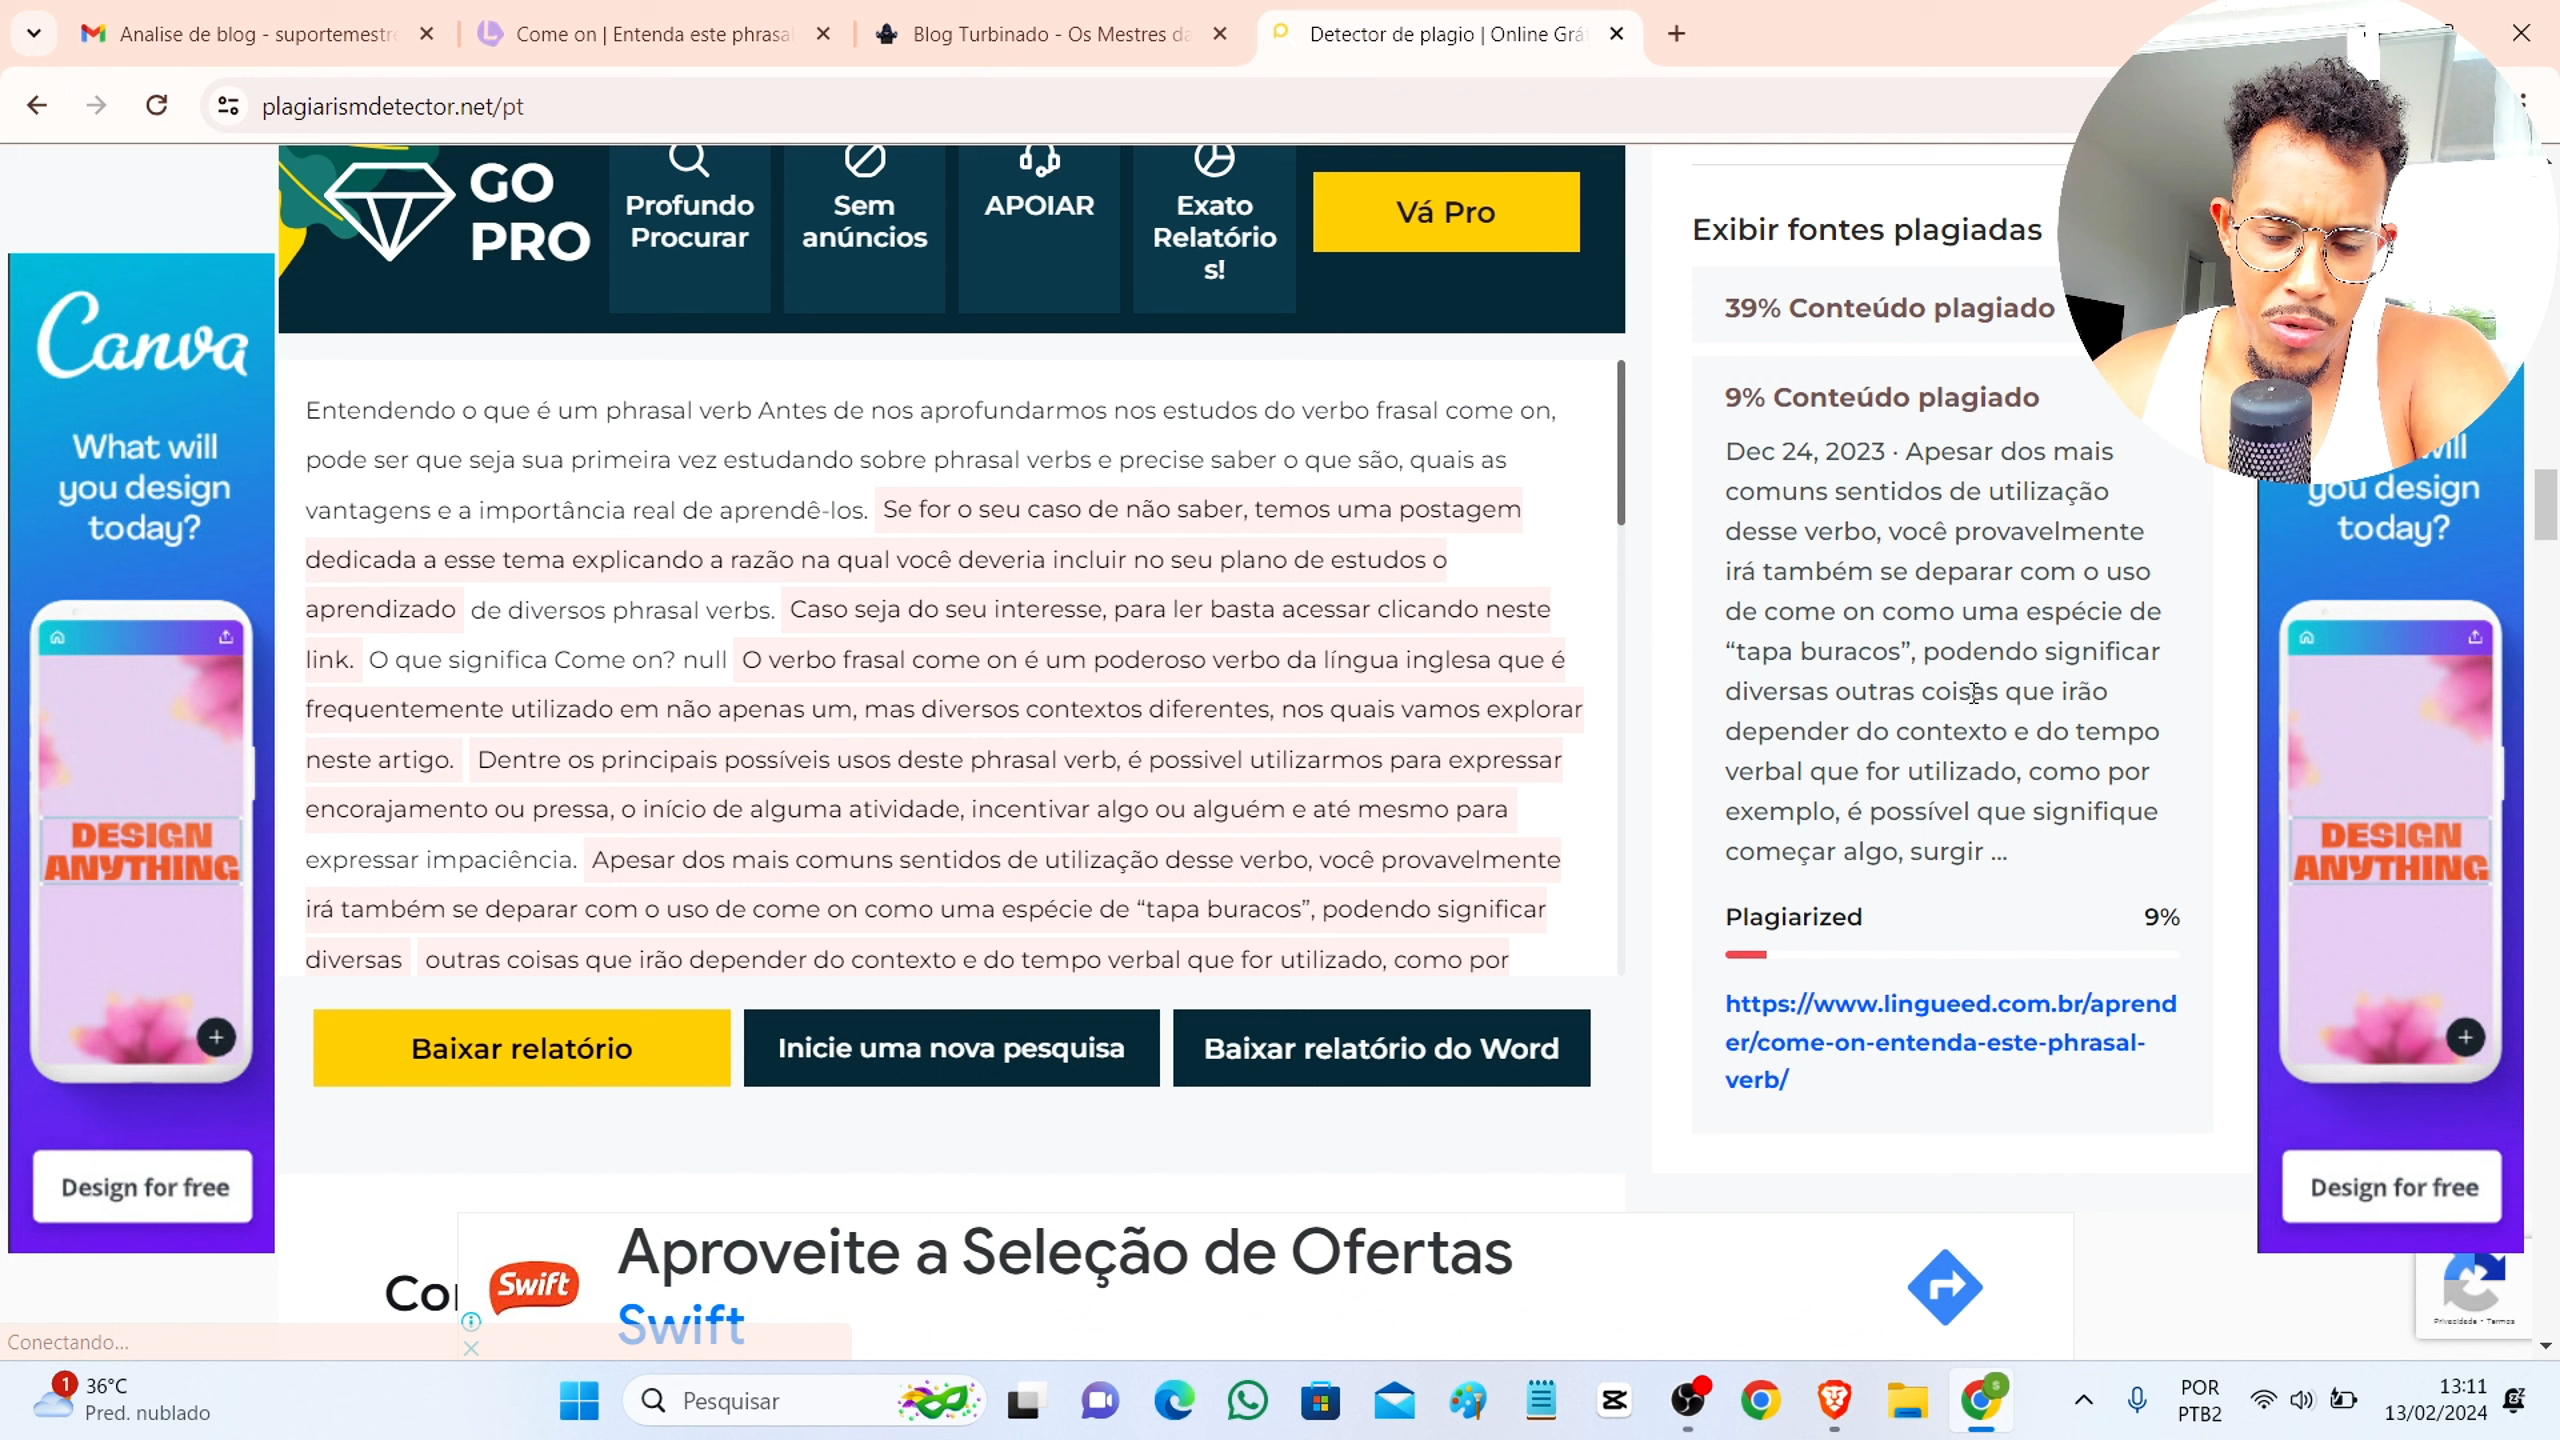 Analise de blog - suportemestre
Come on | Entenda este phrasal
Blog Turbinado - Os Mestres da
Detector de plagio | Online Grá
plagiarismdetector.net/pt
GO
PRO
Profundo
Procurar
Sem
anúncios
APOIAR
Exato
Relatório
s!
Vá Pro
Exibir fontes plagiadas
39% Conteúdo plagiado
9% Conteúdo plagiado
Dec 24, 2023 · Apesar dos mais
comuns sentidos de utilização
desse verbo, você provavelmente
irá também se deparar com o uso
de come on como uma espécie de
“tapa buracos”, podendo significar
diversas outras coisas que irão
depender do contexto e do tempo
verbal que for utilizado, como por
exemplo, é possível que signifique
começar algo, surgir ...
Plagiarized 9%
https://www.lingueed.com.br/aprend
er/come-on-entenda-este-phrasal-
verb/
Canva
What will
you design
today?
DESIGN
ANYTHING
Design for free
Entendendo o que é um phrasal verb Antes de nos aprofundarmos nos estudos do verbo frasal come on,
pode ser que seja sua primeira vez estudando sobre phrasal verbs e precise saber o que são, quais as
vantagens e a importância real de aprendê-los. Se for o seu caso de não saber, temos uma postagem
dedicada a esse tema explicando a razão na qual você deveria incluir no seu plano de estudos o
aprendizado de diversos phrasal verbs. Caso seja do seu interesse, para ler basta acessar clicando neste
link. O que significa Come on? null O verbo frasal come on é um poderoso verbo da língua inglesa que é
frequentemente utilizado em não apenas um, mas diversos contextos diferentes, nos quais vamos explorar
neste artigo. Dentre os principais possíveis usos deste phrasal verb, é possivel utilizarmos para expressar
encorajamento ou pressa, o início de alguma atividade, incentivar algo ou alguém e até mesmo para
expressar impaciência. Apesar dos mais comuns sentidos de utilização desse verbo, você provavelmente
irá também se deparar com o uso de come on como uma espécie de “tapa buracos”, podendo significar
diversas outras coisas que irão depender do contexto e do tempo verbal que for utilizado, como por
Baixar relatório
Inicie uma nova pesquisa
Baixar relatório do Word
will
you design
today?
DESIGN
ANYTHING
Design for free
Swift
Aproveite a Seleção de Ofertas
Swift
Privacidade - Termos
Conectando...
1
36°C
Pred. nublado
Pesquisar
POR
PTB2
13:11
13/02/2024